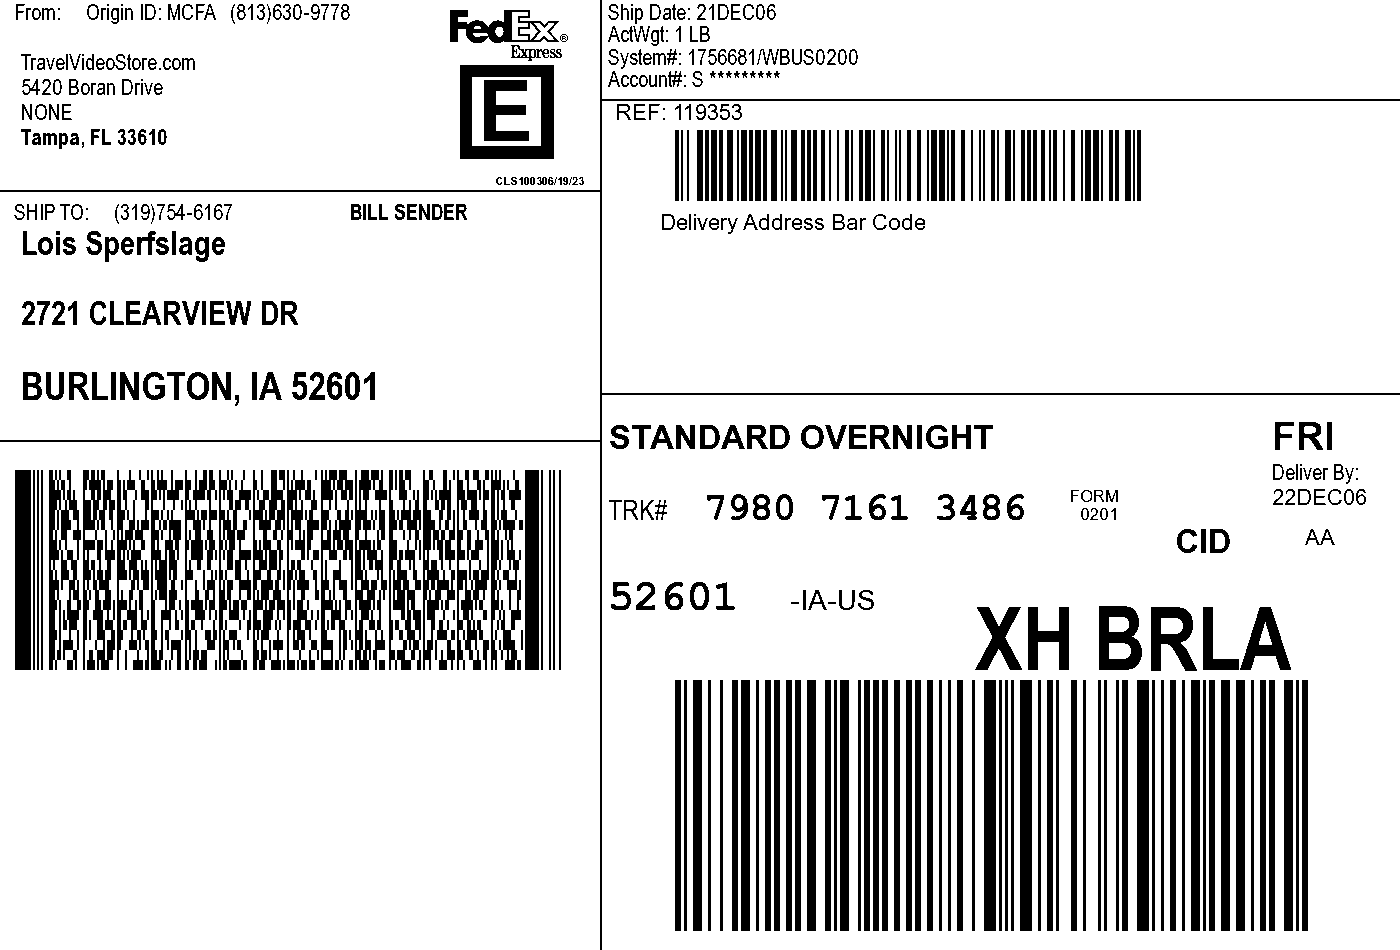 From: Origin ID: MCFA (813)630-9778
TravelVideoStore.com
5420 Boran Drive
NONE
Tampa, FL 33610
FedEx®
Express
E
CLS100306/19/23
SHIP TO: (319)754-6167 BILL SENDER
Lois Sperfslage
2721 CLEARVIEW DR
BURLINGTON, IA 52601
Ship Date: 21DEC06
ActWgt: 1 LB
System#: 1756681/WBUS0200
Account#: S *********
REF: 119353
Delivery Address Bar Code
STANDARD OVERNIGHT FRI
Deliver By:
TRK# 7980 7161 3486 FORM 22DEC06
0201
CID AA
52601 -IA-US
XH BRLA